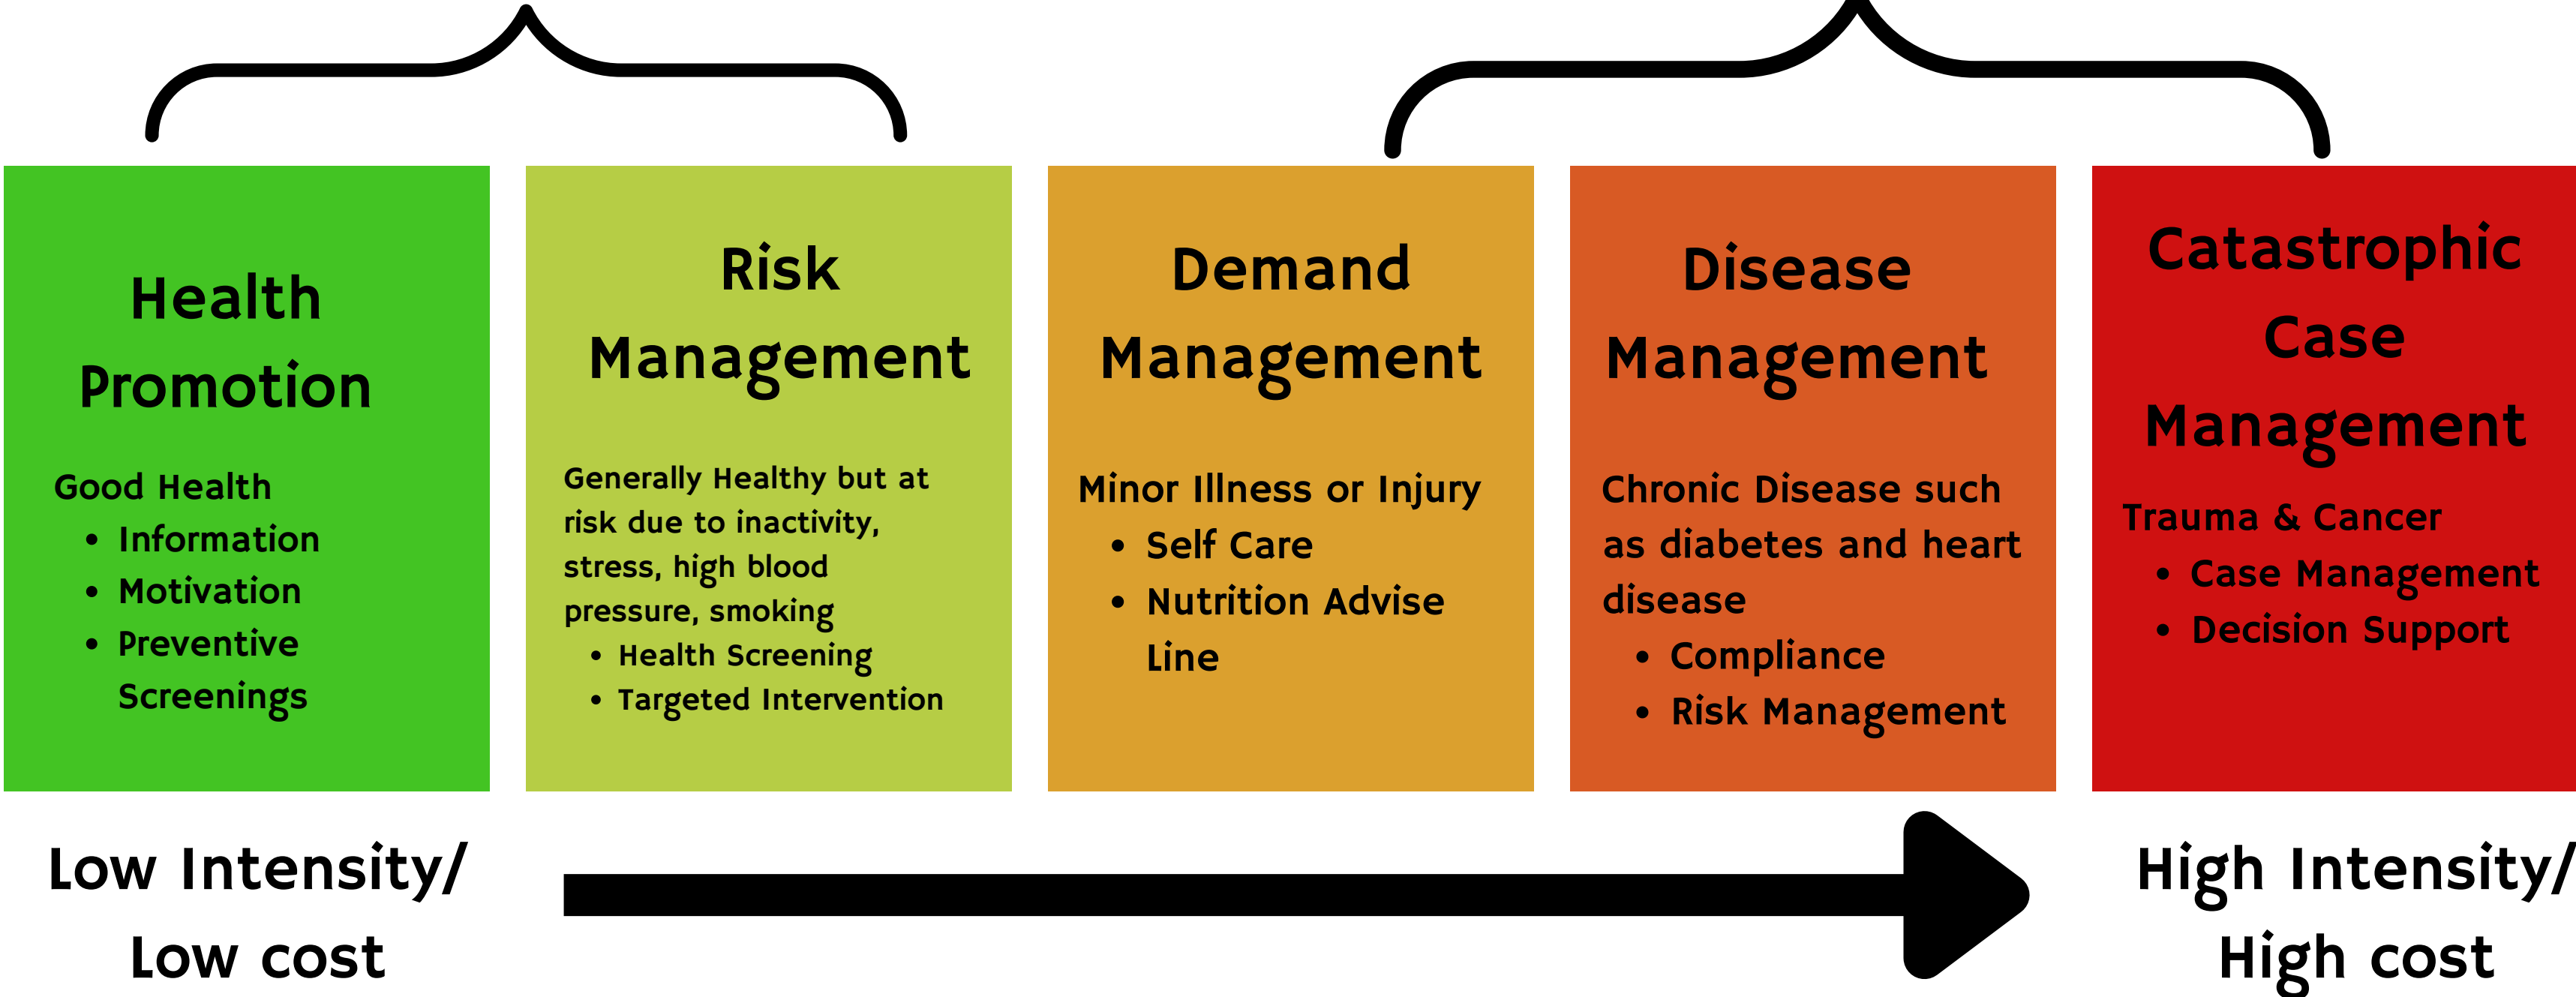 Health
Promotion
Good Health
• Information
• Motivation
• Preventive
Screenings
Risk
Management
Generally Healthy but at
risk due to inactivity,
stress, high blood
pressure, smoking
• Health Screening
• Targeted Intervention
Demand
Management
Minor Illness or Injury
• Self Care
• Nutrition Advise
Line
Disease
Management
Chronic Disease such
as diabetes and heart
disease
• Compliance
• Risk Management
Catastrophic
Case
Management
Trauma & Cancer
• Case Management
• Decision Support
Low Intensity/
Low cost
High Intensity/
High cost